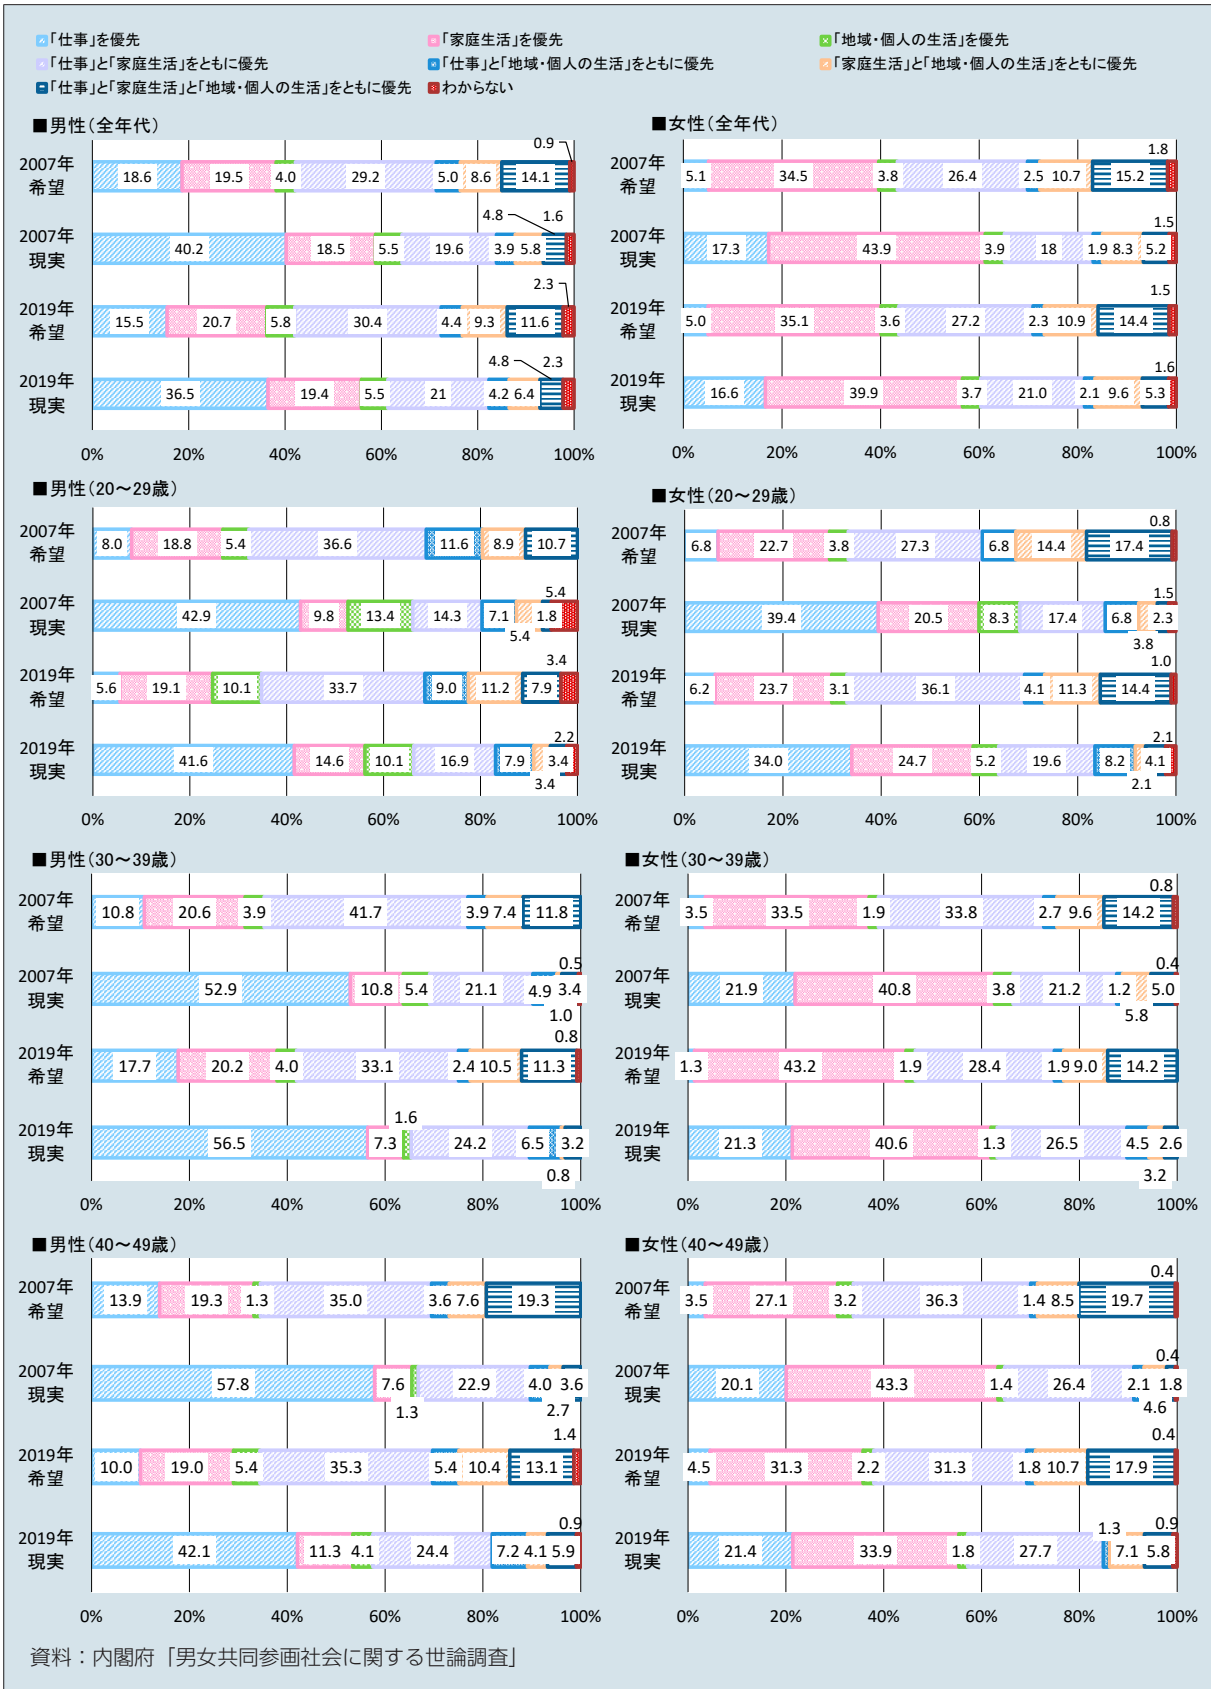 「仕事」を優先
「家庭生活」を優先
「地域・個人の生活」を優先
「仕事」と「家庭生活」をともに優先
「仕事」と「地域・個人の生活」をともに優先
「家庭生活」と「地域・個人の生活」をともに優先
「仕事」と「家庭生活」と「地域・個人の生活」をともに優先
わからない
■男性(全年代)
0.9
2007年
希望
18.6 19.5 4.0 29.2 5.0 8.6 14.1
4.8 1.6
2007年
現実
40.2 18.5 5.5 19.6 3.9 5.8
2.3
2019年
希望
15.5 20.7 5.8 30.4 4.4 9.3 11.6
4.8 2.3
2019年
現実
36.5 19.4 5.5 21 4.2 6.4
0% 20% 40% 60% 80% 100%
■女性(全年代)
1.8
5.1 34.5 3.8 26.4 2.5 10.7 15.2
2007年
希望
1.5
2007年
現実
17.3 43.9 3.9 18 1.9 8.3 5.2
1.5
2019年
希望
5.0 35.1 3.6 27.2 2.3 10.9 14.4
1.6
2019年
現実
16.6 39.9 3.7 21.0 2.1 9.6 5.3
0% 20% 40% 60% 80% 100%
■男性(20～29歳)
2007年
希望
8.0 18.8 5.4 36.6 11.6 8.9 10.7
5.4
2007年
現実
42.9 9.8 13.4 14.3 7.1 1.8
5.4
3.4
2019年
希望
5.6 19.1 10.1 33.7 9.0 11.2 7.9
2.2
2019年
現実
41.6 14.6 10.1 16.9 7.9 3.4
3.4
0% 20% 40% 60% 80% 100%
■女性(20～29歳)
0.8
2007年
希望
6.8 22.7 3.8 27.3 6.8 14.4 17.4
1.5
2007年
現実
39.4 20.5 8.3 17.4 6.8 2.3
3.8
1.0
2019年
希望
6.2 23.7 3.1 36.1 4.1 11.3 14.4
2.1
2019年
現実
34.0 24.7 5.2 19.6 8.2 4.1
2.1
0% 20% 40% 60% 80% 100%
■男性(30～39歳)
2007年
希望
10.8 20.6 3.9 41.7 3.9 7.4 11.8
0.5
2007年
現実
52.9 10.8 5.4 21.1 4.9 3.4
1.0
0.8
2019年
希望
17.7 20.2 4.0 33.1 2.4 10.5 11.3
1.6
2019年
現実
56.5 7.3 24.2 6.5 3.2
0.8
0% 20% 40% 60% 80% 100%
■女性(30～39歳)
0.8
2007年
希望
3.5 33.5 1.9 33.8 2.7 9.6 14.2
0.4
2007年
現実
21.9 40.8 3.8 21.2 1.2 5.0
5.8
2019年
希望
1.3 43.2 1.9 28.4 1.9 9.0 14.2
2019年
現実
21.3 40.6 1.3 26.5 4.5 2.6
3.2
0% 20% 40% 60% 80% 100%
■男性(40～49歳)
2007年
希望
13.9 19.3 1.3 35.0 3.6 7.6 19.3
2007年
現実
57.8 7.6 22.9 4.0 3.6
1.3 2.7
1.4
2019年
希望
10.0 19.0 5.4 35.3 5.4 10.4 13.1
0.9
2019年
現実
42.1 11.3 4.1 24.4 7.2 4.1 5.9
0% 20% 40% 60% 80% 100%
■女性(40～49歳)
0.4
2007年
希望
3.5 27.1 3.2 36.3 1.4 8.5 19.7
0.4
2007年
現実
20.1 43.3 1.4 26.4 2.1 1.8
4.6
0.4
2019年
希望
4.5 31.3 2.2 31.3 1.8 10.7 17.9
1.3 0.9
2019年
現実
21.4 33.9 1.8 27.7 7.1 5.8
0% 20% 40% 60% 80% 100%
資料：内閣府「男女共同参画社会に関する世論調査」